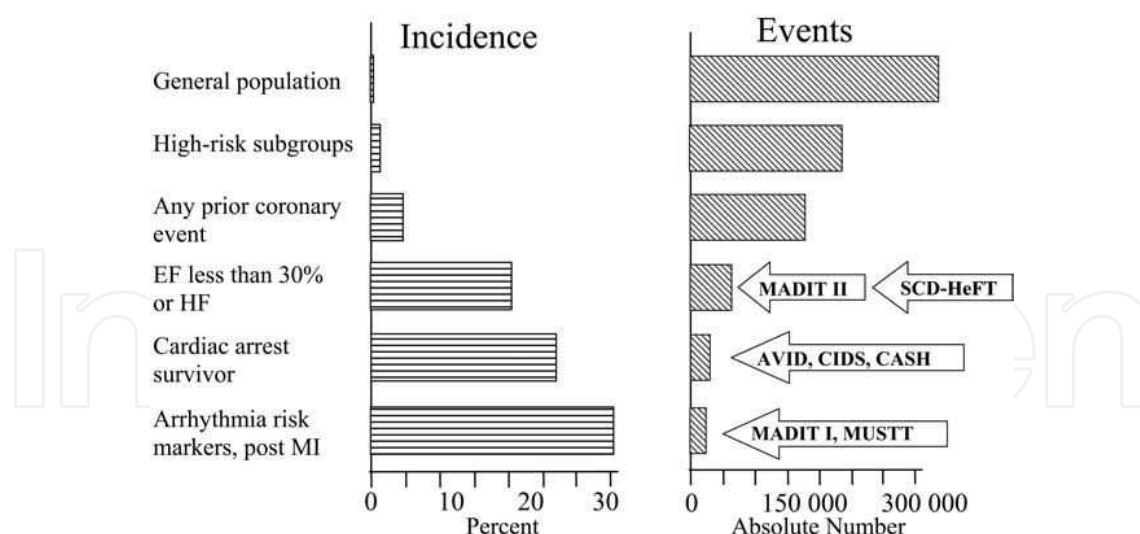 Incidence
Events
General population
High-risk subgroups
Any prior coronary
event
EF less than 30%
or HF
MADIT II
SCD-HeFT
Cardiac arrest
survivor
AVID, CIDS, CASH
Arrhythmia risk
markers, post MI
MADIT I, MUSTT
0 10 20 30
Percent
0 150 000 300 000
Absolute Number